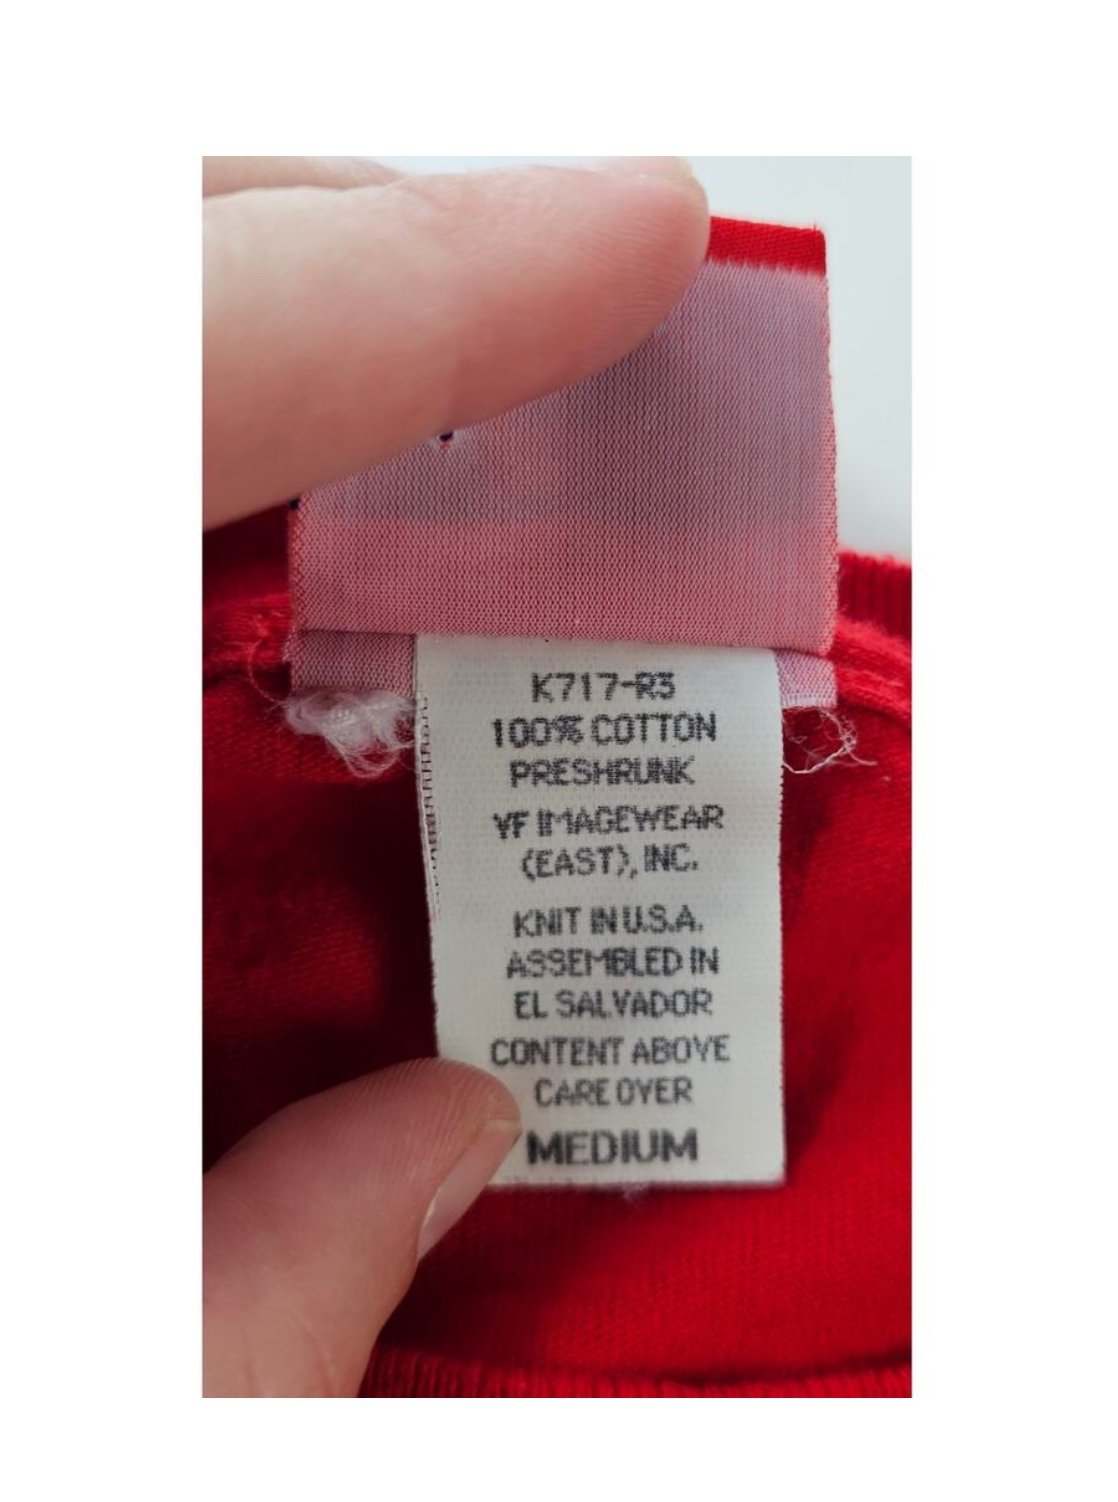 K717-R3
100% COTTON
PRESHRUNK
VF IMAGEWEAR
(EAST), INC.
KNIT IN U.S.A.
ASSEMBLED IN
EL SALVADOR
CONTENT ABOVE
CARE OVER
MEDIUM